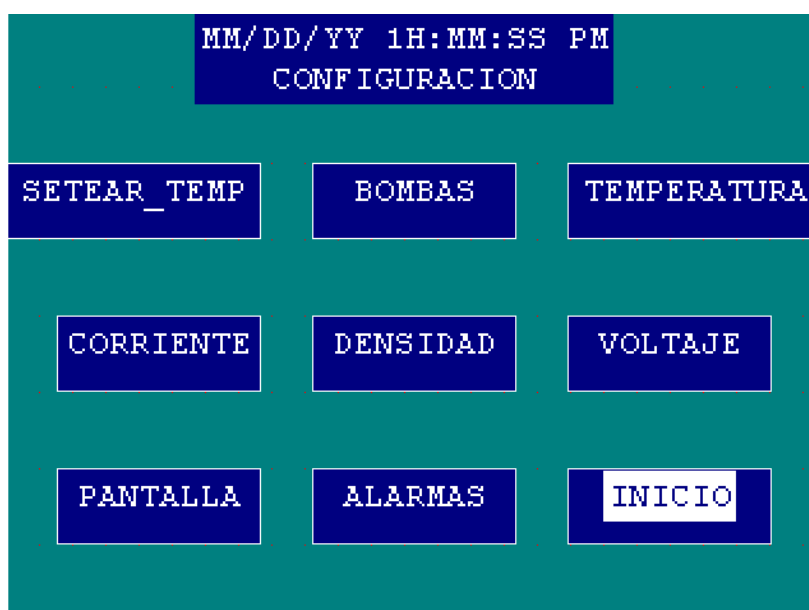 MM/DD/YY 1H:MM:SS PM
CONFIGURACION
SETEAR_TEMP BOMBAS TEMPERATURA
CORRIENTE DENSIDAD VOLTAJE
PANTALLA ALARMAS INICIO